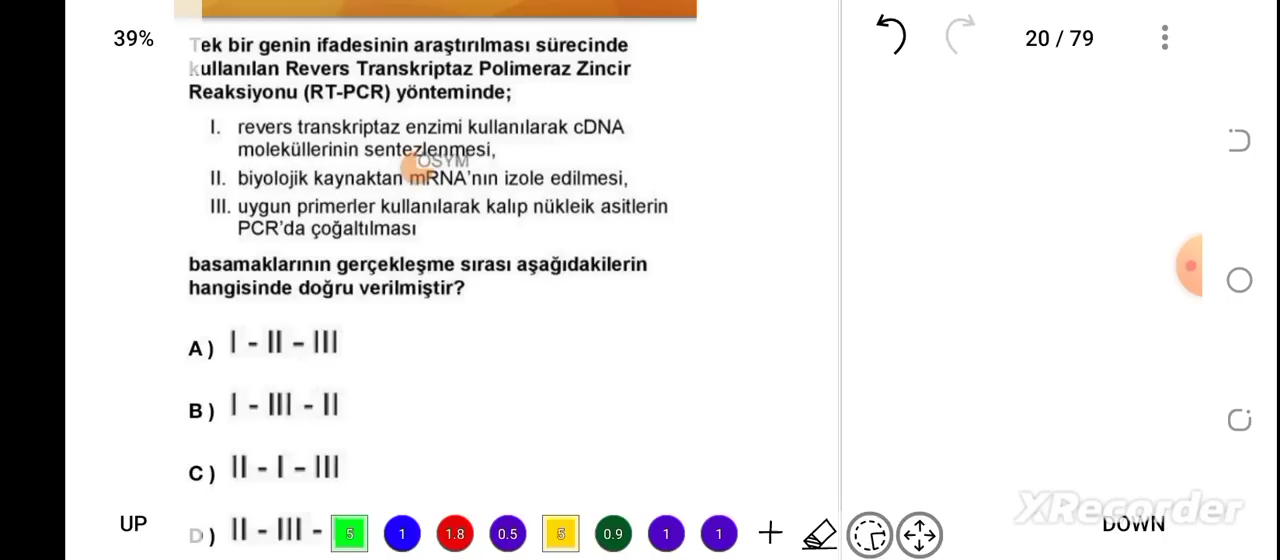 39%
Tek bir genin ifadesinin araştırılması sürecinde
kullanılan Revers Transkriptaz Polimeraz Zincir
Reaksiyonu (RT-PCR) yönteminde;
I. revers transkriptaz enzimi kullanılarak cDNA
moleküllerinin sentezlenmesi,
ÖSYM
II. biyolojik kaynaktan mRNA'nın izole edilmesi,
III. uygun primerler kullanılarak kalıp nükleik asitlerin
PCR'da çoğaltılması
basamaklarının gerçekleşme sırası aşağıdakilerin
hangisinde doğru verilmiştir?
A) I - II - III
B) I - III - II
C) II - I - III
D) II - III -
20 / 79
UP
5 1 1.8 0.5 5 0.9 1 1
XRecorder
DOWN